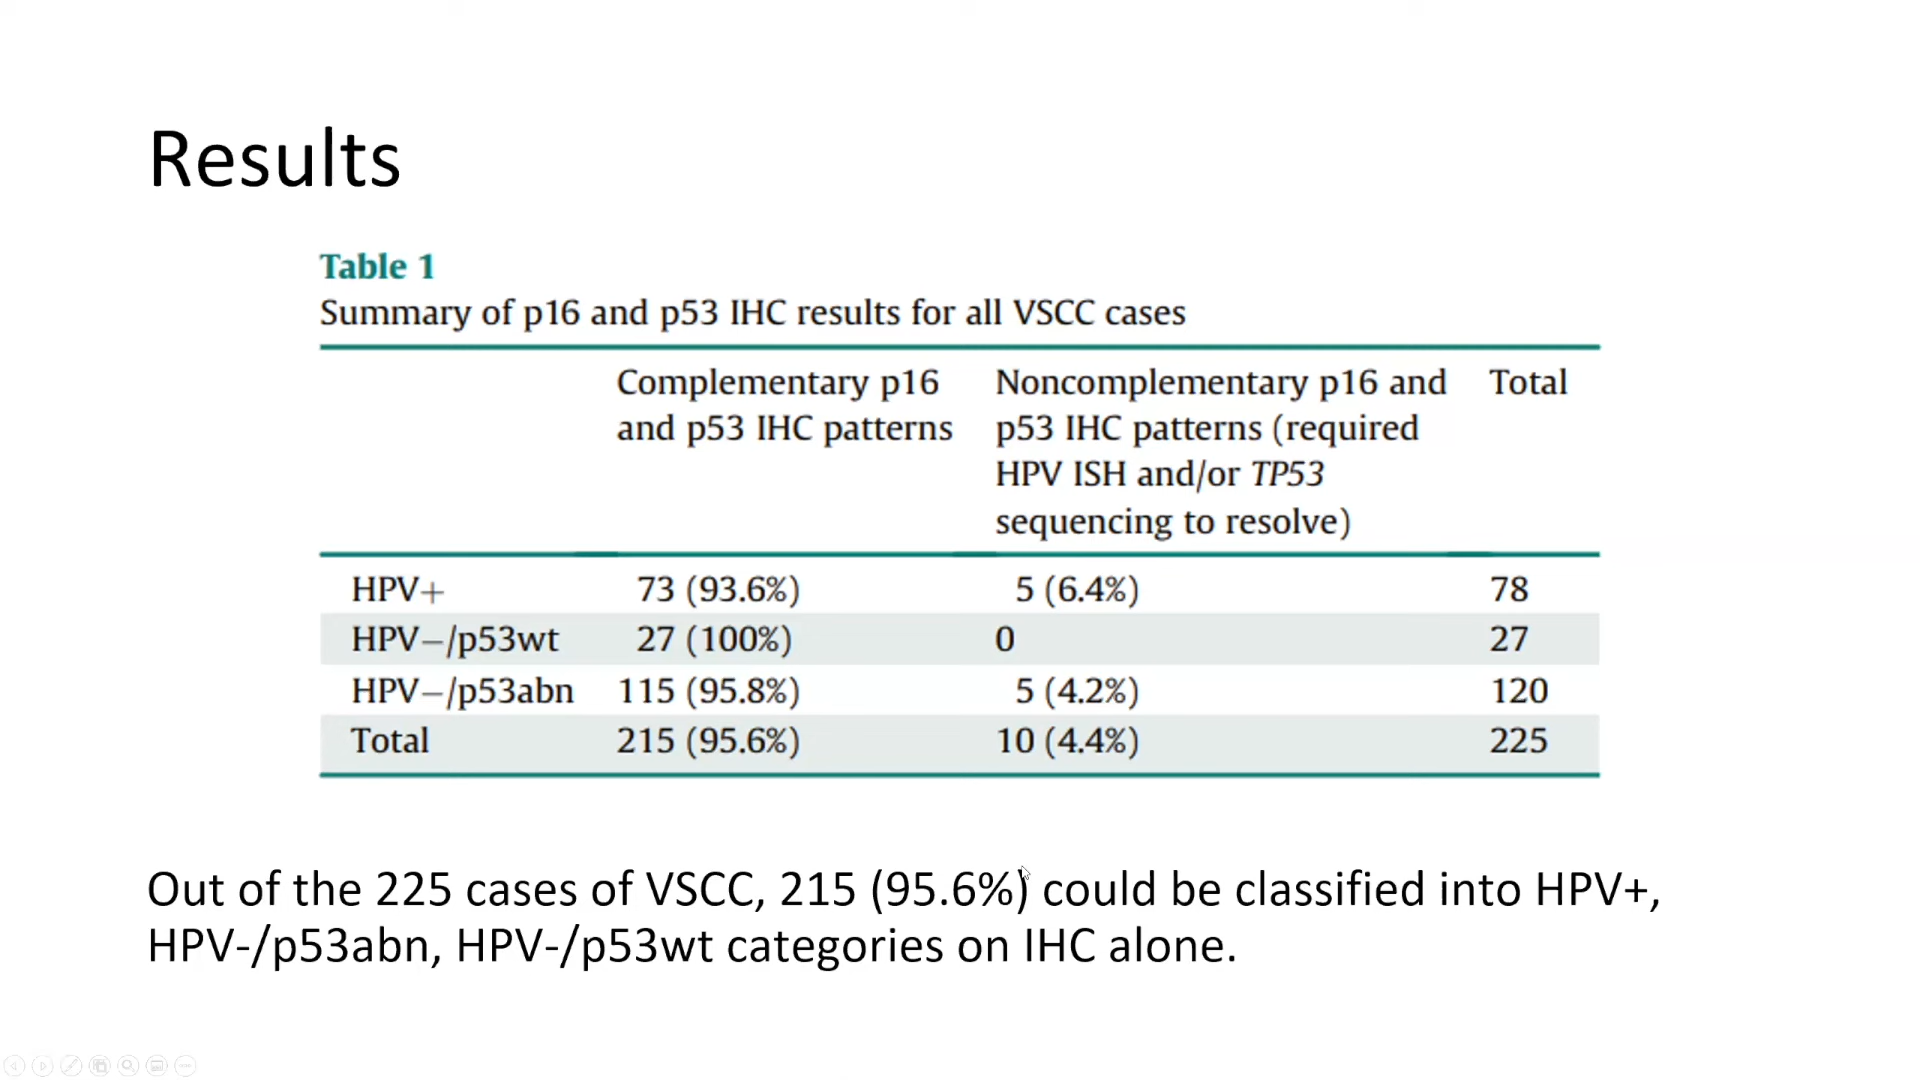 Results
Table 1
Summary of p16 and p53 IHC results for all VSCC cases
Complementary p16 and p53 IHC patterns
Noncomplementary p16 and p53 IHC patterns (required HPV ISH and/or TP53 sequencing to resolve)
Total
HPV+ 73 (93.6%) 5 (6.4%) 78
HPV−/p53wt 27 (100%) 0 27
HPV−/p53abn 115 (95.8%) 5 (4.2%) 120
Total 215 (95.6%) 10 (4.4%) 225
Out of the 225 cases of VSCC, 215 (95.6%) could be classified into HPV+,
HPV-/p53abn, HPV-/p53wt categories on IHC alone.